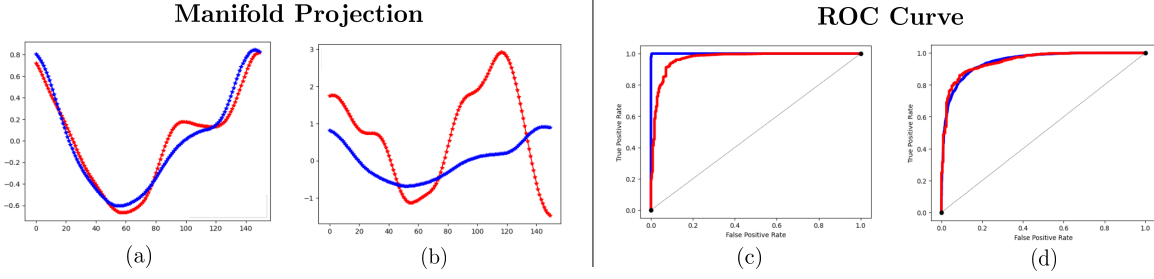 Manifold Projection
ROC Curve
0.8
0.6
0.4
0.2
0.0
−0.2
−0.4
−0.6
0 20 40 60 80 100 120 140
3
2
1
0
−1
0 20 40 60 80 100 120 140
True Positive Rate
1.0
0.8
0.6
0.4
0.2
0.0
0.0 0.2 0.4 0.6 0.8 1.0
False Positive Rate
True Positive Rate
1.0
0.8
0.6
0.4
0.2
0.0
0.0 0.2 0.4 0.6 0.8 1.0
False Positive Rate
(a) (b) (c) (d)